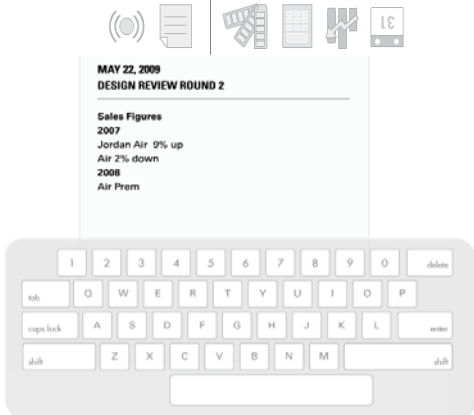 31
MAY 22, 2009
DESIGN REVIEW ROUND 2
Sales Figures
2007
Jordan Air 9% up
Air 2% down
2008
Air Prem
1 2 3 4 5 6 7 8 9 0 delete
tab Q W E R T Y U I O P
caps lock A S D F G H J K L enter
shift Z X C V B N M shift